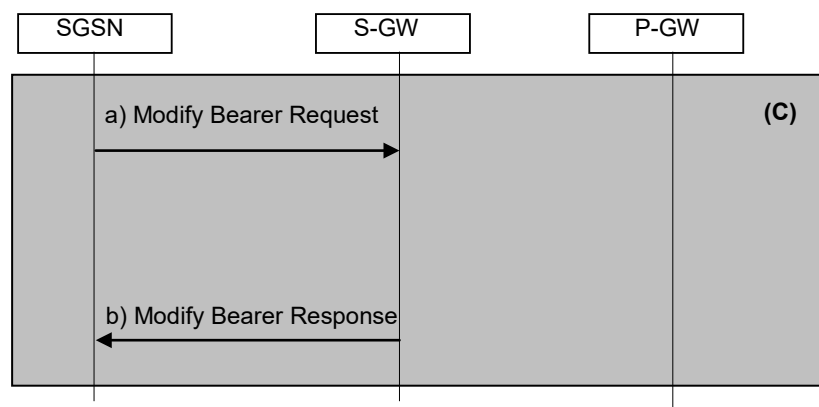 SGSN
S-GW
P-GW
(C)
a) Modify Bearer Request
b) Modify Bearer Response